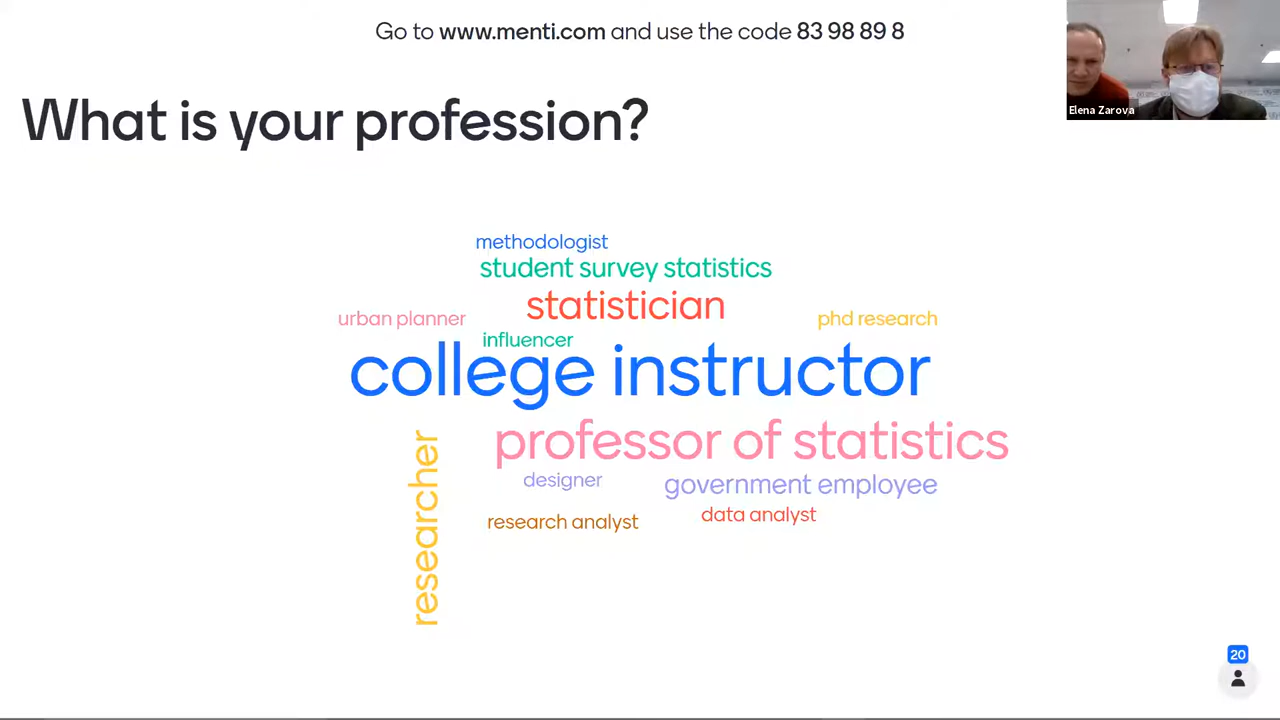 Go to www.menti.com and use the code 83 98 89 8
Elena Zarova
What is your profession?
methodologist
student survey statistics
statistician
urban planner
phd research
influencer
college instructor
researcher
professor of statistics
designer
government employee
research analyst
data analyst
20